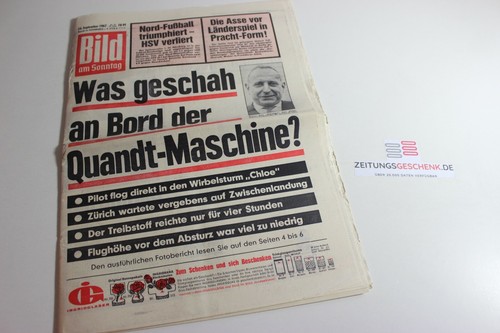 Bild
am Sonntag
Nord-Fußball
triumphiert –
HSV verliert
Die Asse vor
Länderspiel in
Pracht-Form!
Was geschah
an Bord der
Quandt-Maschine?
Pilot flog direkt in den Wirbelsturm „Chloe"
Zürich wartete vergebens auf Zwischenlandung
Der Treibstoff reichte nur für vier Stunden
Flughöhe vor dem Absturz war viel zu niedrig
Den ausführlichen Fotobericht lesen Sie auf den Seiten 4 bis 6
Zum Schenken und sich Beschenken
ZEITUNGSGESCHENK.DE